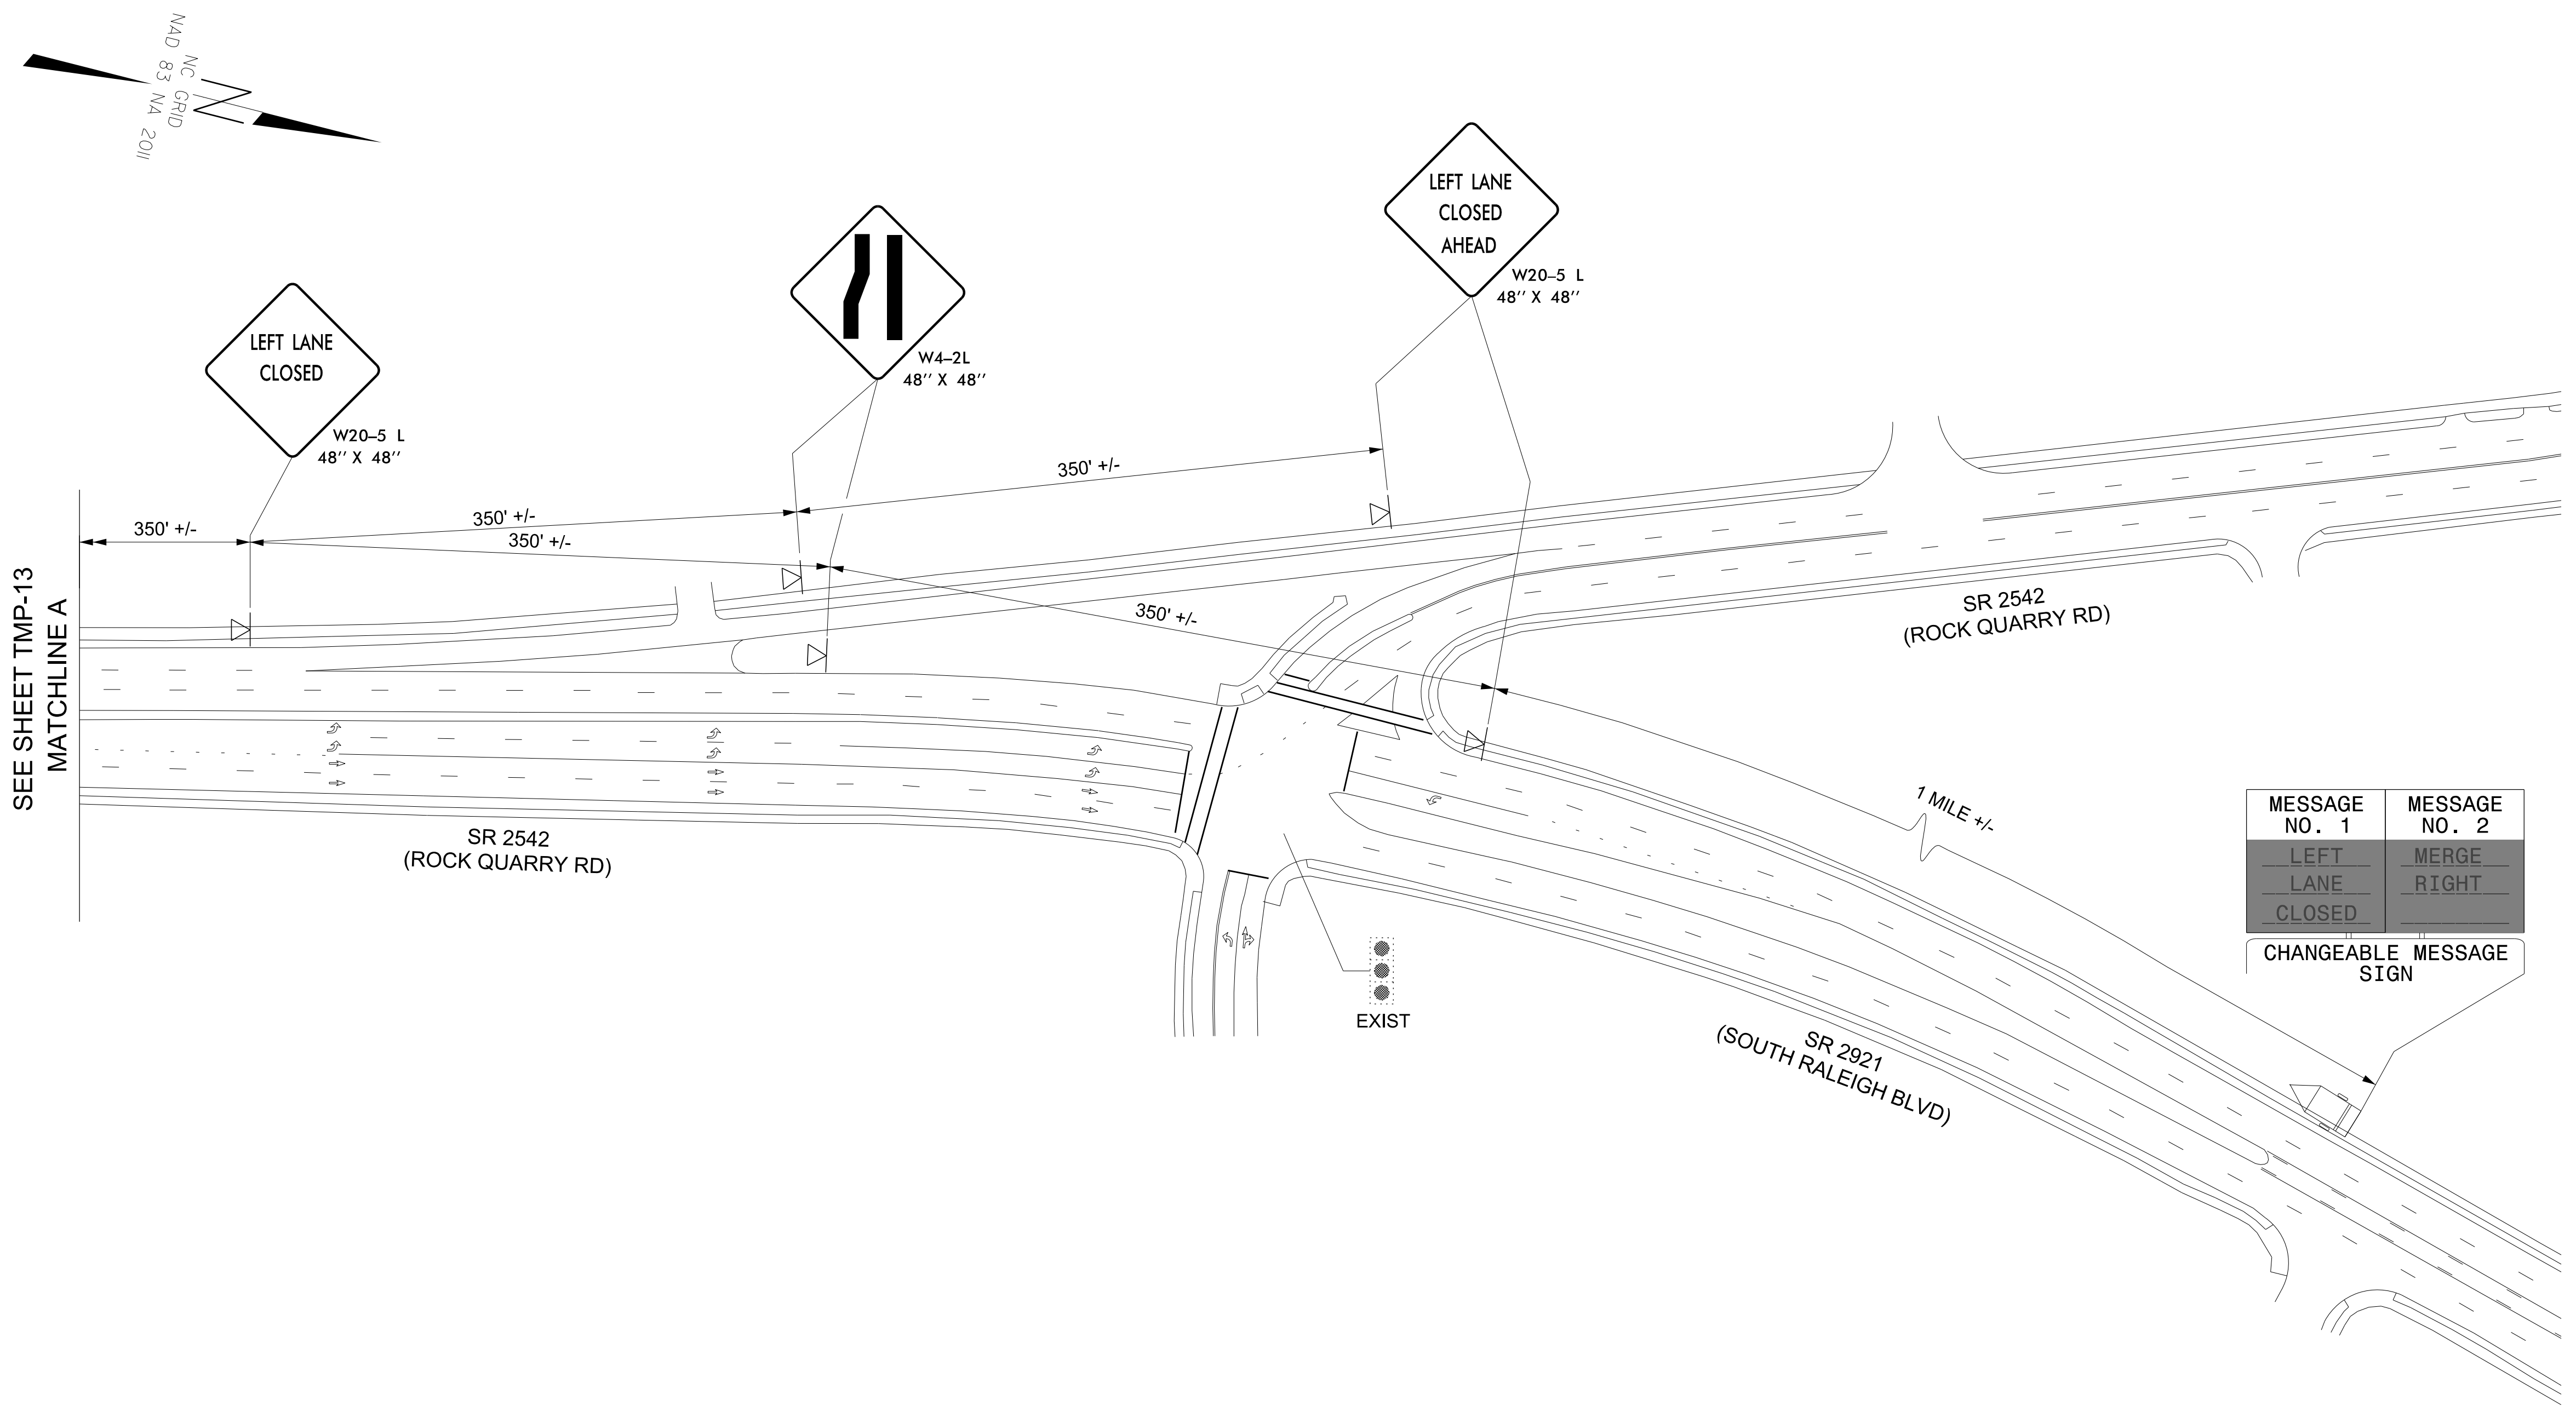 NC GRID
NAD 83 NA 2011
LEFT LANE
CLOSED
AHEAD
W20-5 L
48'' X 48''
W4-2L
48'' X 48''
LEFT LANE
CLOSED
W20-5 L
48'' X 48''
350' +/-
350' +/-
350' +/-
350' +/-
350' +/-
SEE SHEET TMP-13
MATCHLINE A
SR 2542
(ROCK QUARRY RD)
SR 2542
(ROCK QUARRY RD)
1 MILE +/-
MESSAGE
NO. 1
MESSAGE
NO. 2
LEFT
LANE
CLOSED
MERGE
RIGHT
CHANGEABLE MESSAGE
SIGN
EXIST
SR 2921
(SOUTH RALEIGH BLVD)